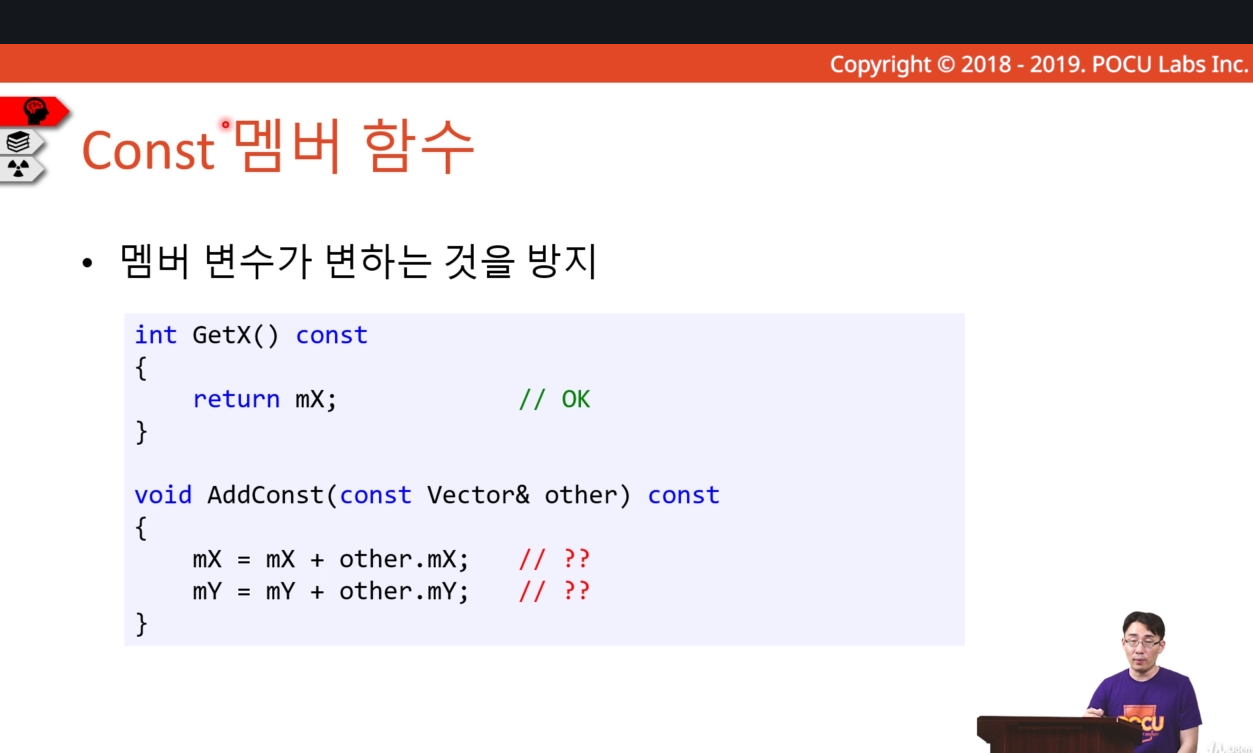 Copyright © 2018 - 2019. POCU Labs Inc.
Const 멤버 함수
• 멤버 변수가 변하는 것을 방지
int GetX() const
{
return mX; // OK
}
void AddConst(const Vector& other) const
{
mX = mX + other.mX; // ??
mY = mY + other.mY; // ??
}
POCU